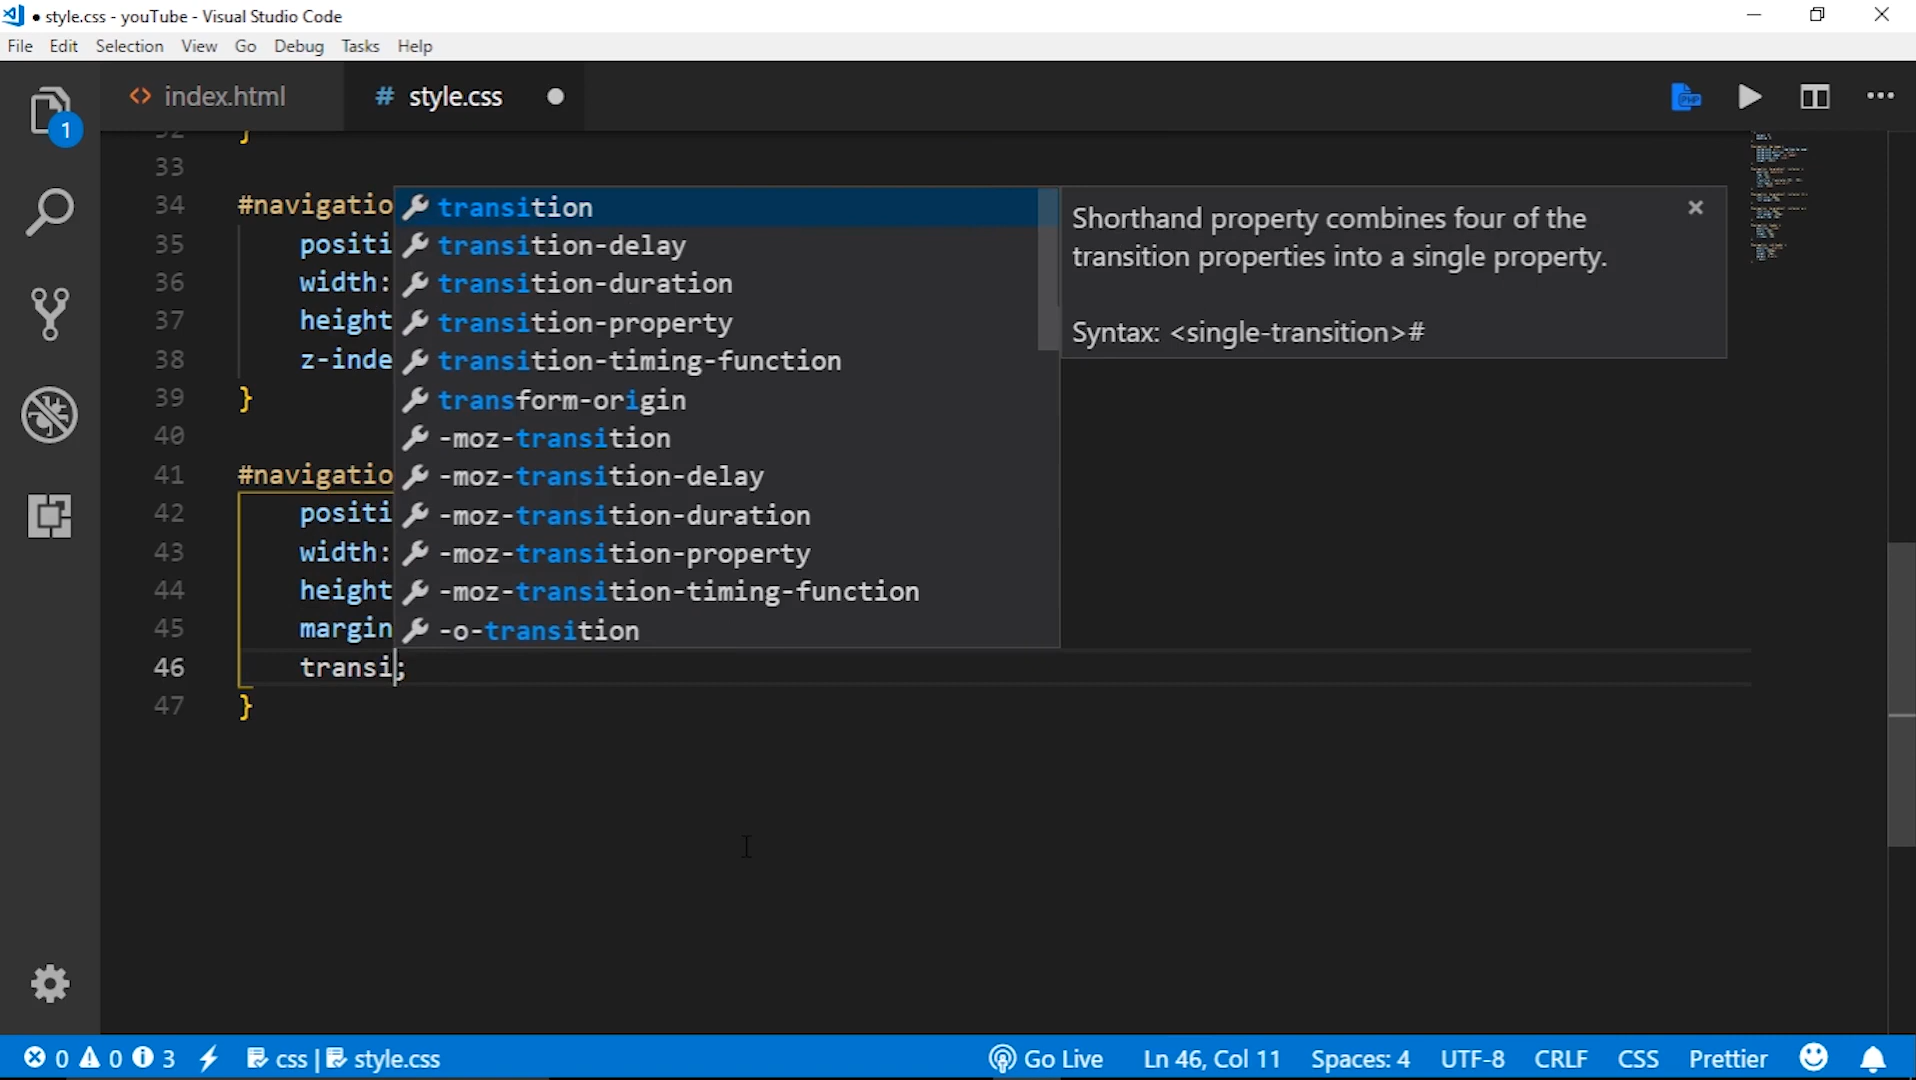 ● style.css - youTube - Visual Studio Code
File Edit Selection View Go Debug Tasks Help
<> index.html # style.css ●
1
32 }
33
34 #navigatio
35 positi
36 width:
37 height
38 z-inde
39 }
40
41 #navigatio
42 positi
43 width:
44 height
45 margin
46 transi;
47 }
transition
transition-delay
transition-duration
transition-property
transition-timing-function
transform-origin
-moz-transition
-moz-transition-delay
-moz-transition-duration
-moz-transition-property
-moz-transition-timing-function
-o-transition
Shorthand property combines four of the
transition properties into a single property.
Syntax: <single-transition>#
PHP
0 0 3 css | style.css Go Live Ln 46, Col 11 Spaces: 4 UTF-8 CRLF CSS Prettier